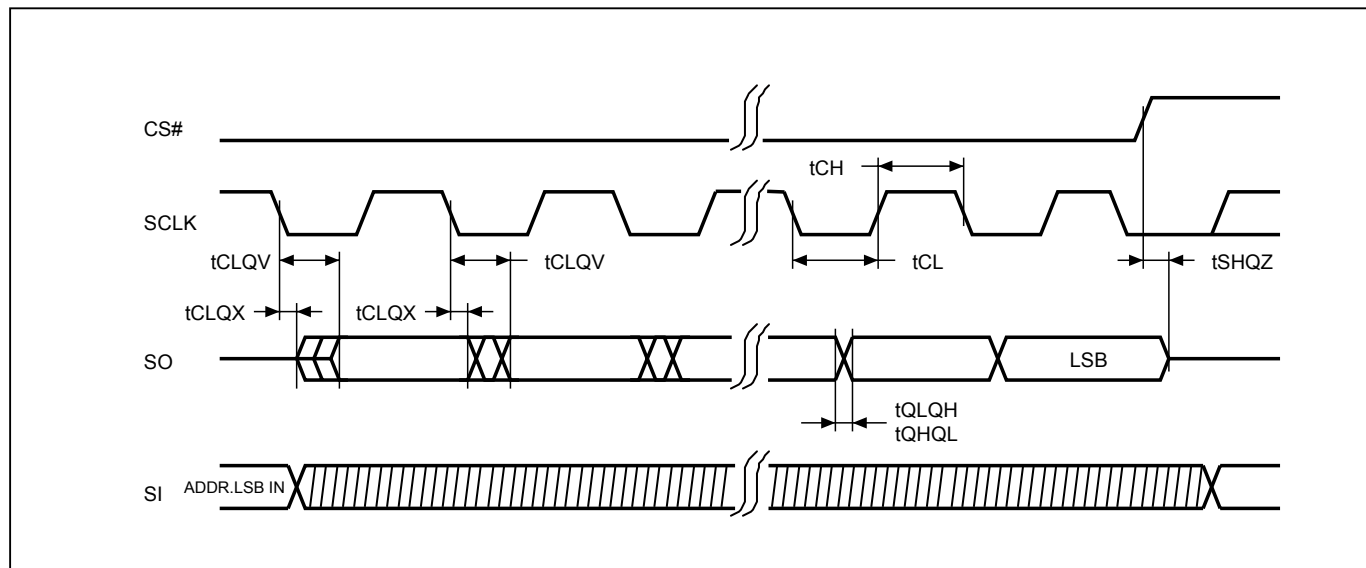 CS#
tCH
SCLK
tCLQV
tCLQV
tCL
tSHQZ
tCLQX
tCLQX
SO
LSB
tQLQH
tQHQL
SI
ADDR.LSB IN